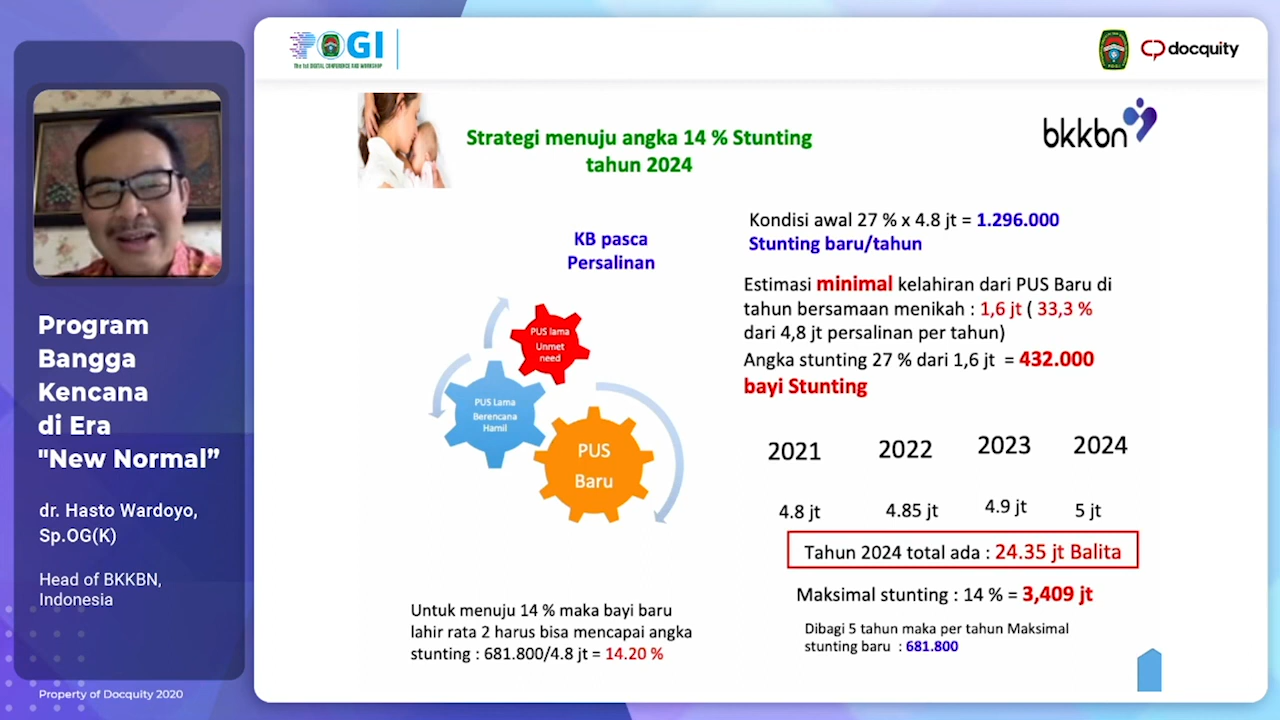 POGI
The 1st DIGITAL CONFERENCE AND WORKSHOP
docquity
Strategi menuju angka 14 % Stunting
tahun 2024
bkkbn
KB pasca
Persalinan
PUS lama
Unmet
need
PUS Lama
Berencana
Hamil
PUS
Baru
Untuk menuju 14 % maka bayi baru
lahir rata 2 harus bisa mencapai angka
stunting : 681.800/4.8 jt = 14.20 %
Kondisi awal 27 % x 4.8 jt = 1.296.000
Stunting baru/tahun
Estimasi minimal kelahiran dari PUS Baru di
tahun bersamaan menikah : 1,6 jt ( 33,3 %
dari 4,8 jt persalinan per tahun)
Angka stunting 27 % dari 1,6 jt = 432.000
bayi Stunting
2021 2022 2023 2024
4.8 jt 4.85 jt 4.9 jt 5 jt
Tahun 2024 total ada : 24.35 jt Balita
Maksimal stunting : 14 % = 3,409 jt
Dibagi 5 tahun maka per tahun Maksimal
stunting baru : 681.800
Program
Bangga
Kencana
di Era
"New Normal”
dr. Hasto Wardoyo,
Sp.OG(K)
Head of BKKBN,
Indonesia
Property of Docquity 2020